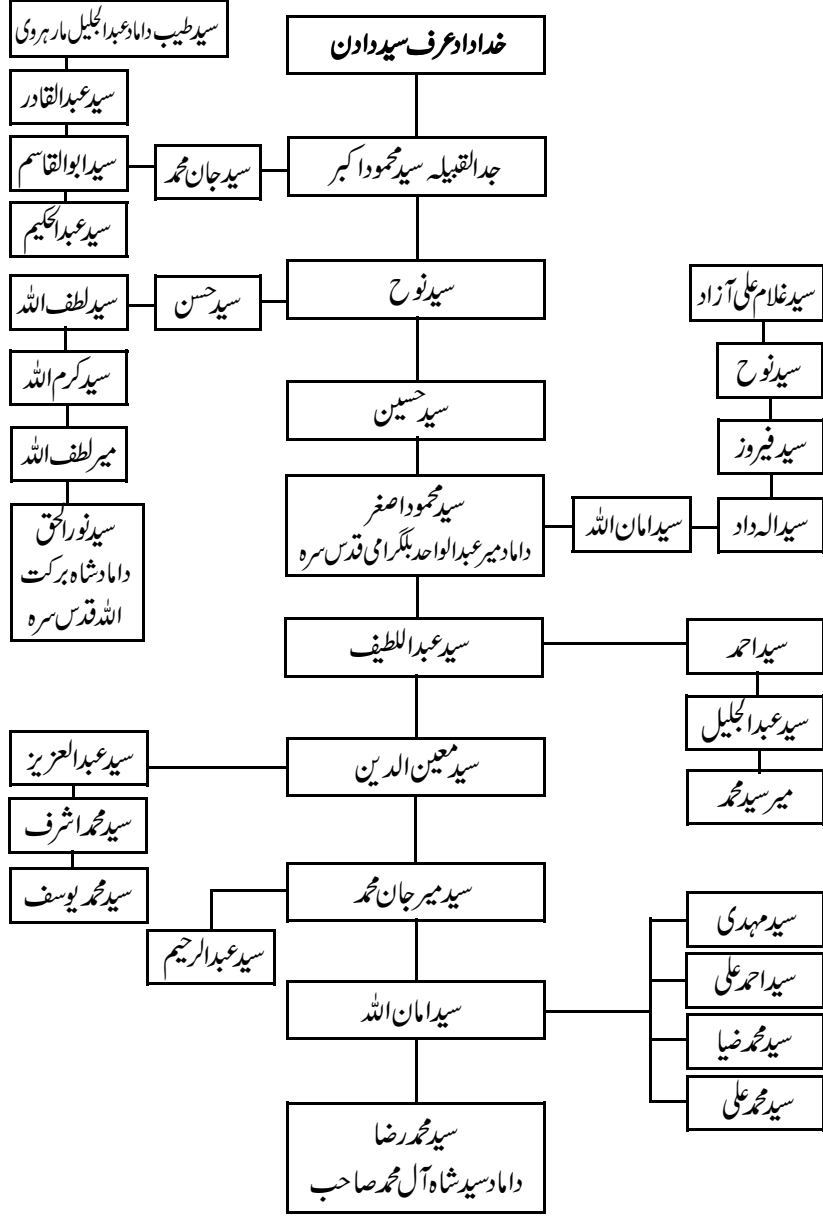 خداداد عرف سید دادن
سید طیب داماد عبدالجلیل مارہروی
سید عبدالقادر
جد القبیلہ سید محمود اکبر
سید جان محمد
سید ابوالقاسم
سید عبدالحکیم
سید نوح
سید حسن
سید لطف اللہ
سید کرم اللہ
میر لطف اللہ
سید نور الحق
داماد شاہ برکت
اللہ قدس سرہ
سید حسین
سید غلام علی آزاد
سید نوح
سید فیروز
سید الہ داد
سید امان اللہ
سید محمود اصغر
داماد میر عبدالواحد بلگرامی قدس سرہ
سید عبداللطیف
سید احمد
سید عبدالجلیل
میر سید محمد
سید معین الدین
سید عبدالعزیز
سید محمد اشرف
سید محمد یوسف
سید میر جان محمد
سید عبدالرحیم
سید امان اللہ
سید مہدی
سید احمد علی
سید محمد ضیا
سید محمد علی
سید محمد رضا
داماد سید شاہ آل محمد صاحب